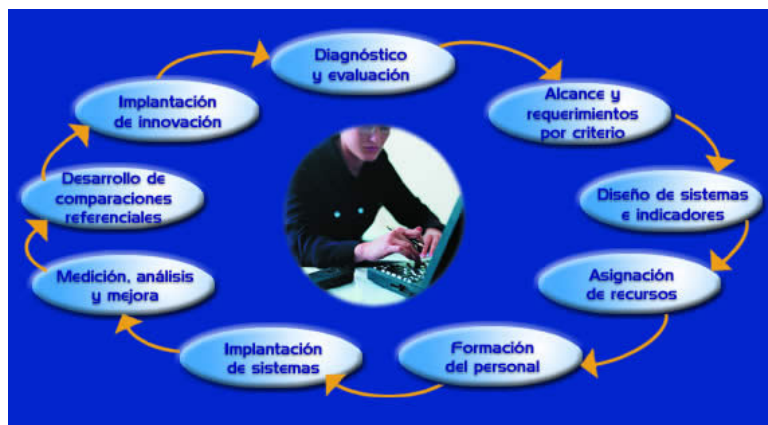 Diagnóstico
y evaluación
Alcance y
requerimientos
por criterio
Diseño de sistemas
e indicadores
Asignación
de recursos
Formación
del personal
Implantación
de sistemas
Medición, análisis
y mejora
Desarrollo de
comparaciones
referenciales
Implantación
de innovación